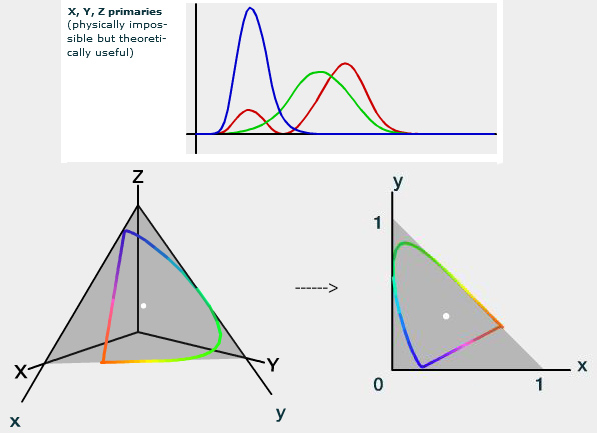 X, Y, Z primaries
(physically impos-
sible but theoreti-
cally useful)
Z
X
Y
x
y
------>
y
1
0
1
x